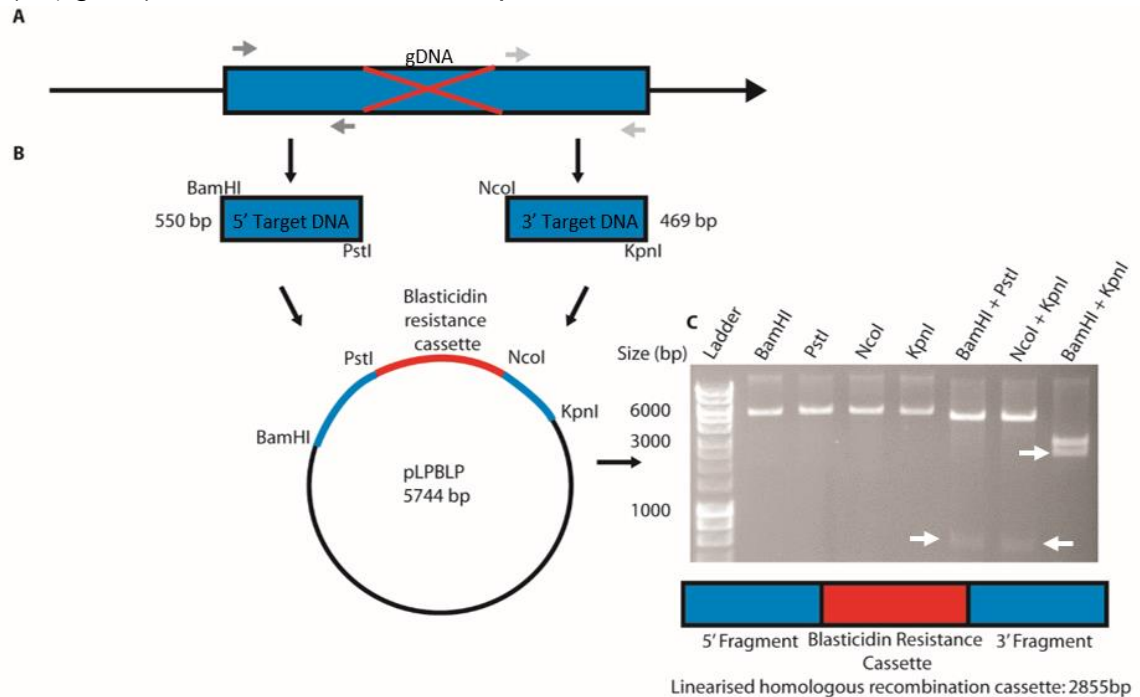 A
gDNA
B
BamHI
550 bp
5' Target DNA
PstI
NcoI
3' Target DNA
469 bp
KpnI
Blasticidin
resistance
cassette
PstI
NcoI
BamHI
KpnI
pLPBLP
5744 bp
C
Size (bp)
Ladder
BamHI
PstI
NcoI
KpnI
BamHI + PstI
NcoI + KpnI
BamHI + KpnI
6000
3000
1000
5' Fragment
Blasticidin Resistance
Cassette
3' Fragment
Linearised homologous recombination cassette: 2855bp